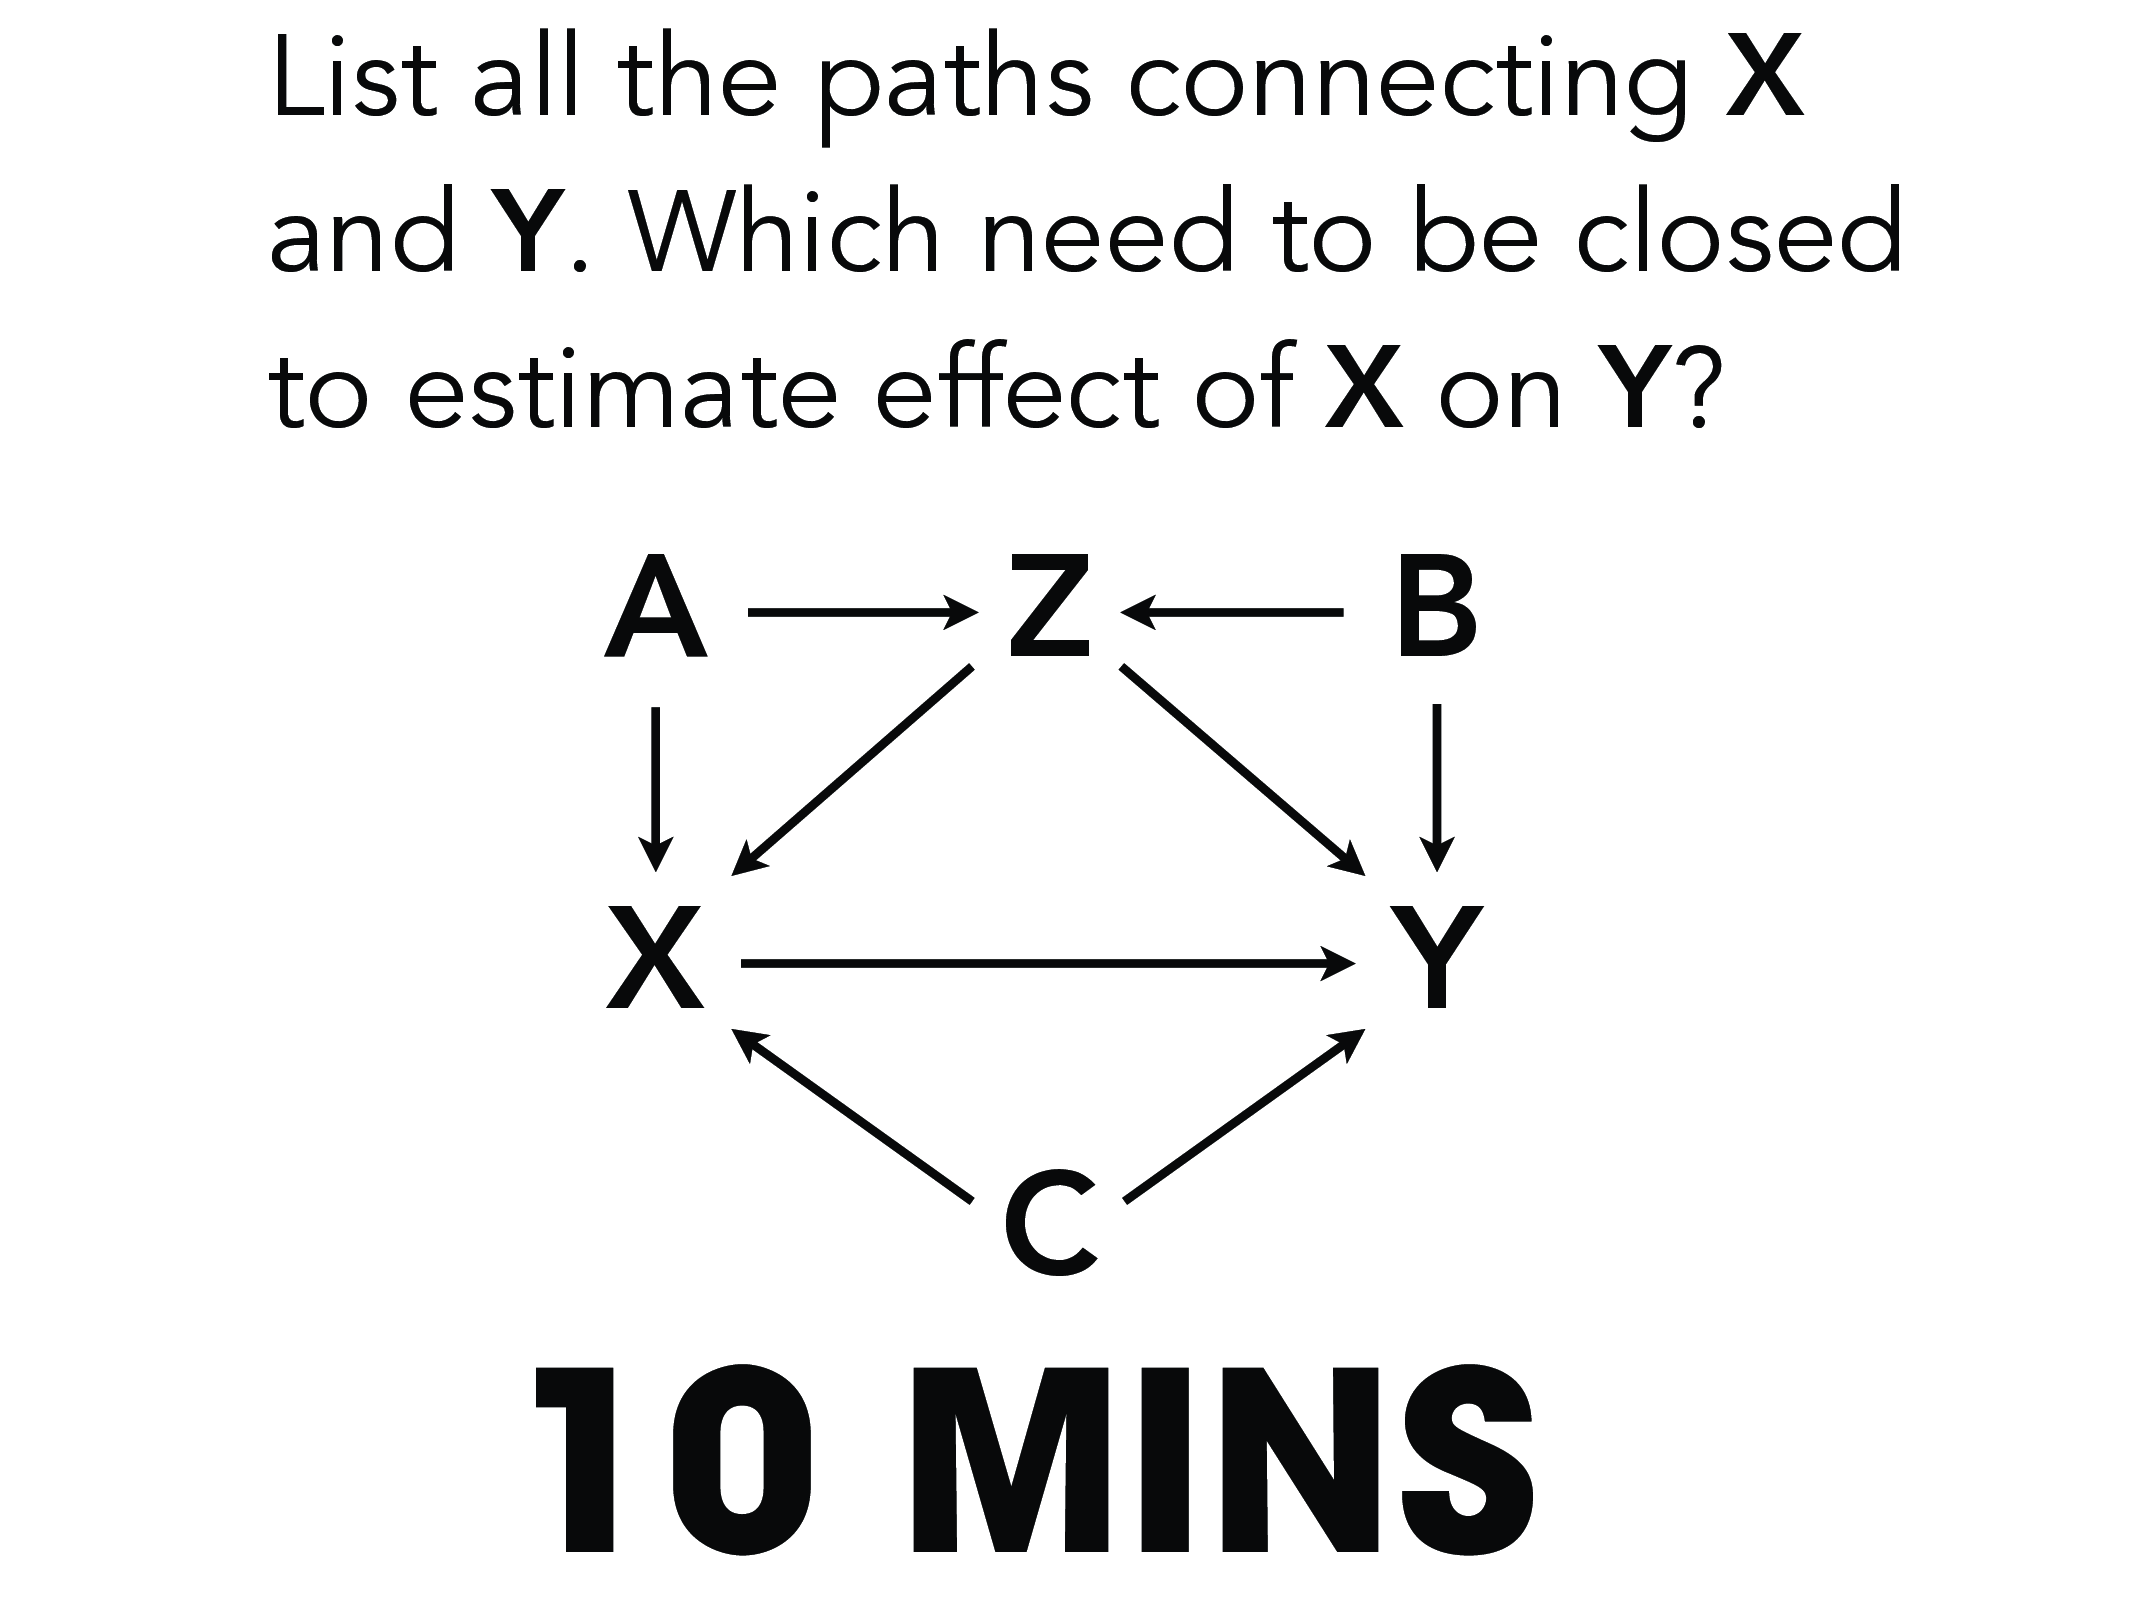 List all the paths connecting X
and Y. Which need to be closed
to estimate effect of X on Y?
A Z B
X Y
C
10 MINS